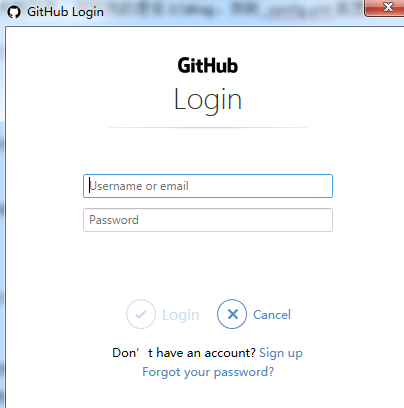 GitHub Login
GitHub
Login
Username or email
Password
Login
Cancel
Don't have an account? Sign up
Forgot your password?